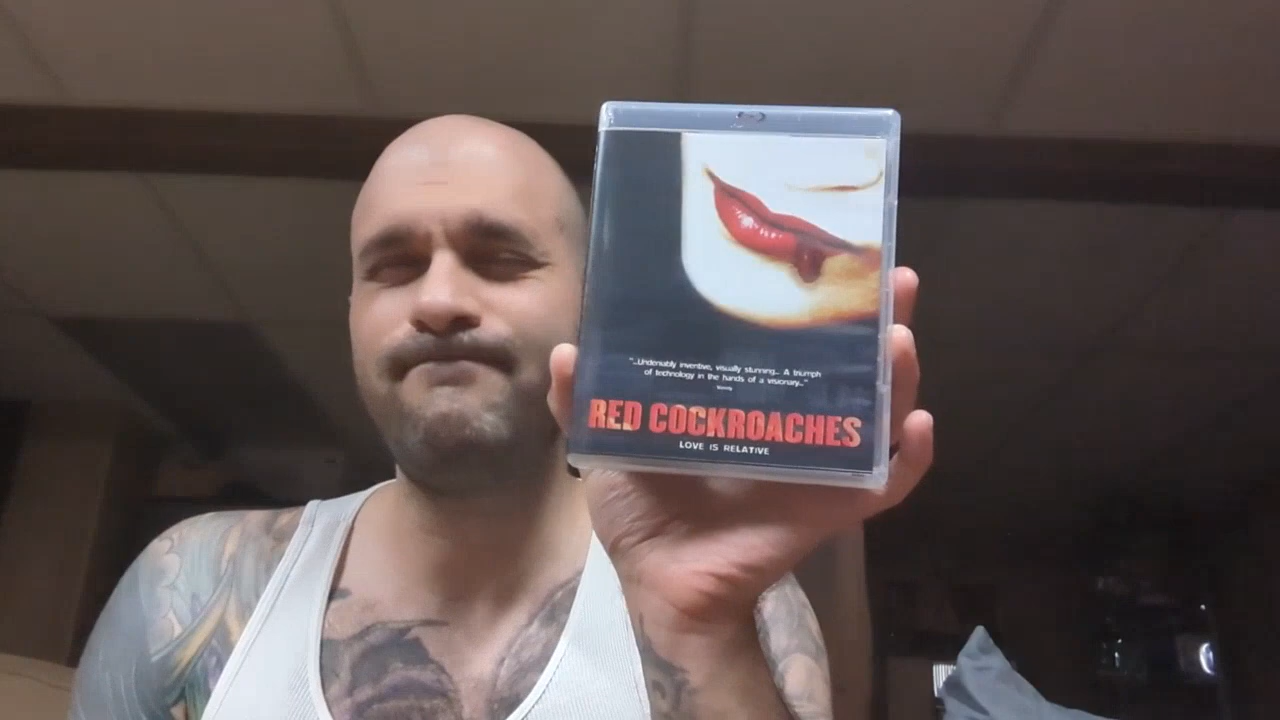 "...Undeniably inventive, visually stunning... A triumph
of technology in the hands of a visionary..."
RED COCKROACHES
LOVE IS RELATIVE